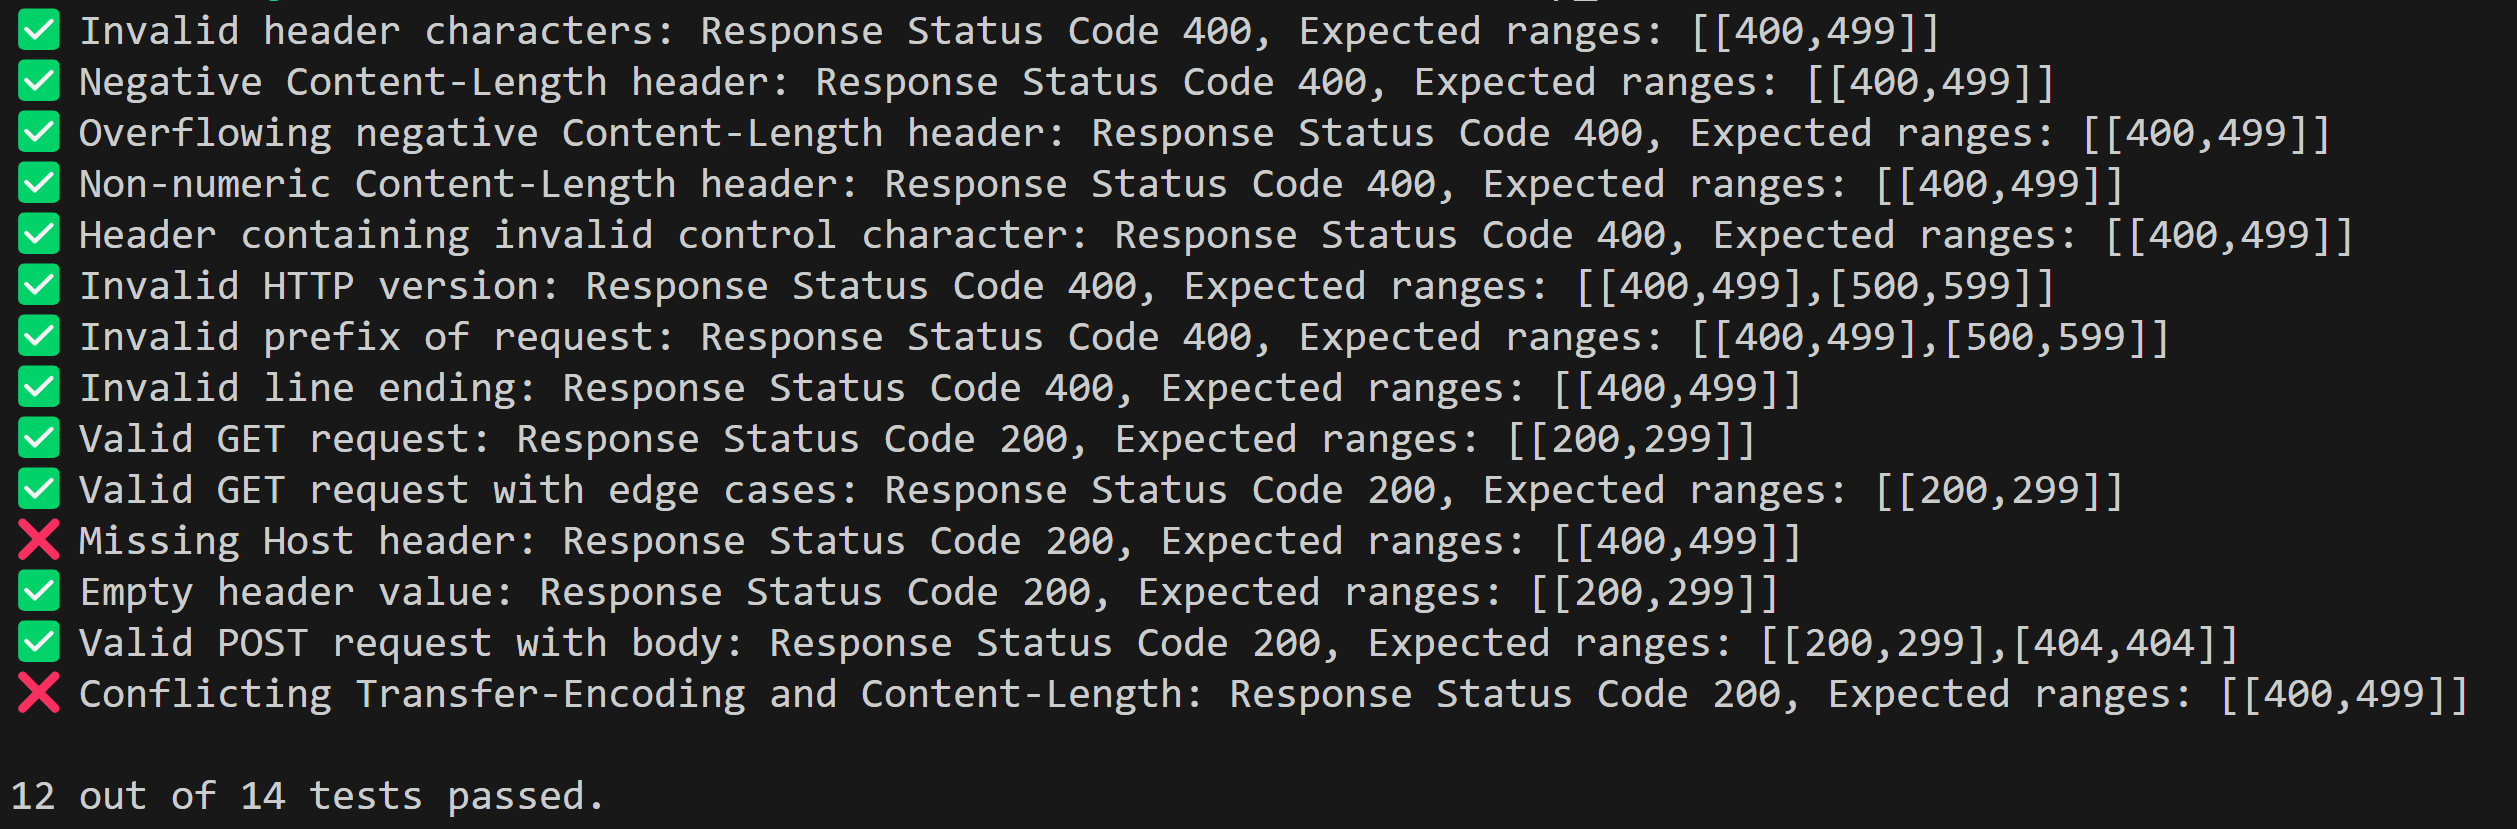 ✅ Invalid header characters: Response Status Code 400, Expected ranges: [[400,499]]
✅ Negative Content-Length header: Response Status Code 400, Expected ranges: [[400,499]]
✅ Overflowing negative Content-Length header: Response Status Code 400, Expected ranges: [[400,499]]
✅ Non-numeric Content-Length header: Response Status Code 400, Expected ranges: [[400,499]]
✅ Header containing invalid control character: Response Status Code 400, Expected ranges: [[400,499]]
✅ Invalid HTTP version: Response Status Code 400, Expected ranges: [[400,499],[500,599]]
✅ Invalid prefix of request: Response Status Code 400, Expected ranges: [[400,499],[500,599]]
✅ Invalid line ending: Response Status Code 400, Expected ranges: [[400,499]]
✅ Valid GET request: Response Status Code 200, Expected ranges: [[200,299]]
✅ Valid GET request with edge cases: Response Status Code 200, Expected ranges: [[200,299]]
❌ Missing Host header: Response Status Code 200, Expected ranges: [[400,499]]
✅ Empty header value: Response Status Code 200, Expected ranges: [[200,299]]
✅ Valid POST request with body: Response Status Code 200, Expected ranges: [[200,299],[404,404]]
❌ Conflicting Transfer-Encoding and Content-Length: Response Status Code 200, Expected ranges: [[400,499]]
12 out of 14 tests passed.